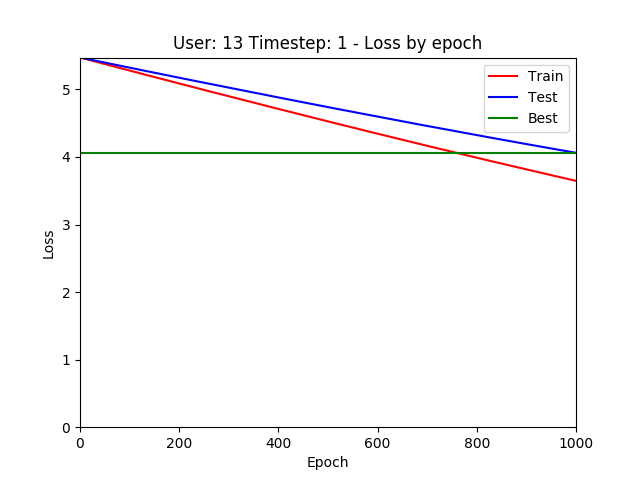 User: 13 Timestep: 1 - Loss by epoch
Train
Test
Best
5
4
3
2
1
0
Loss
0 200 400 600 800 1000
Epoch